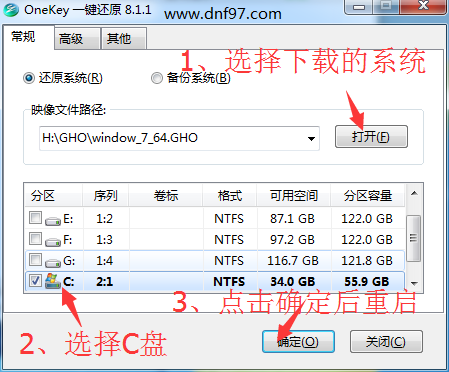 OneKey 一键还原 8.1.1 www.dnf97.com
常规 高级 其他
还原系统(R) 备份系统(B)
1、选择下载的系统
映像文件路径:
H:\GHO\window_7_64.GHO 打开(F)
分区 序列 卷标 格式 可用空间 分区容量
E: 1:2 NTFS 87.1 GB 122.0 GB
F: 1:3 NTFS 97.2 GB 122.0 GB
G: 1:4 NTFS 116.7 GB 121.8 GB
C: 2:1 NTFS 34.0 GB 55.9 GB
3、点击确定后重启
2、选择C盘
确定(O) 关闭(C)